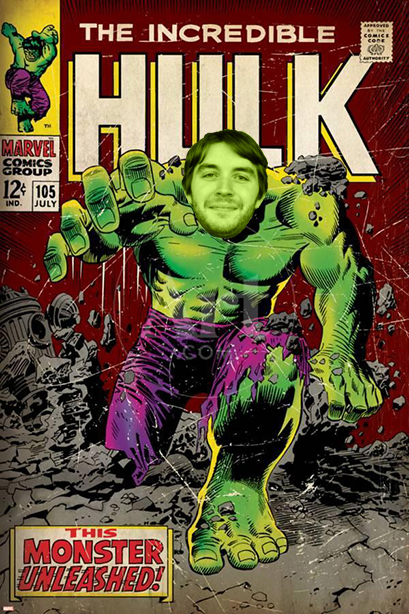 THE INCREDIBLE
HULK
APPROVED
BY THE
COMICS
CODE
AUTHORITY
TM
MARVEL
COMICS
GROUP
12¢
IND.
105
JULY
THIS
MONSTER
UNLEASHED!